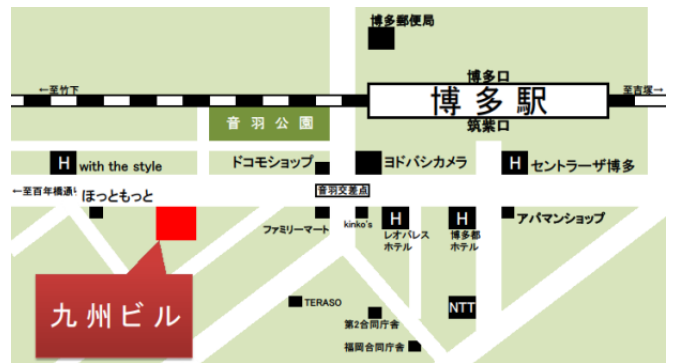 博多郵便局
博多口
←至竹下
博多駅
至吉塚→
音羽公園
筑紫口
H with the style
ドコモショップ
ヨドバシカメラ
H セントラーザ博多
←至百年橋通り
ほっともっと
音羽交差点
ファミリーマート
kinko's
H
レオパレス
ホテル
H
博多都
ホテル
アパマンショップ
九州ビル
TERASO
NTT
第2合同庁舎
福岡合同庁舎